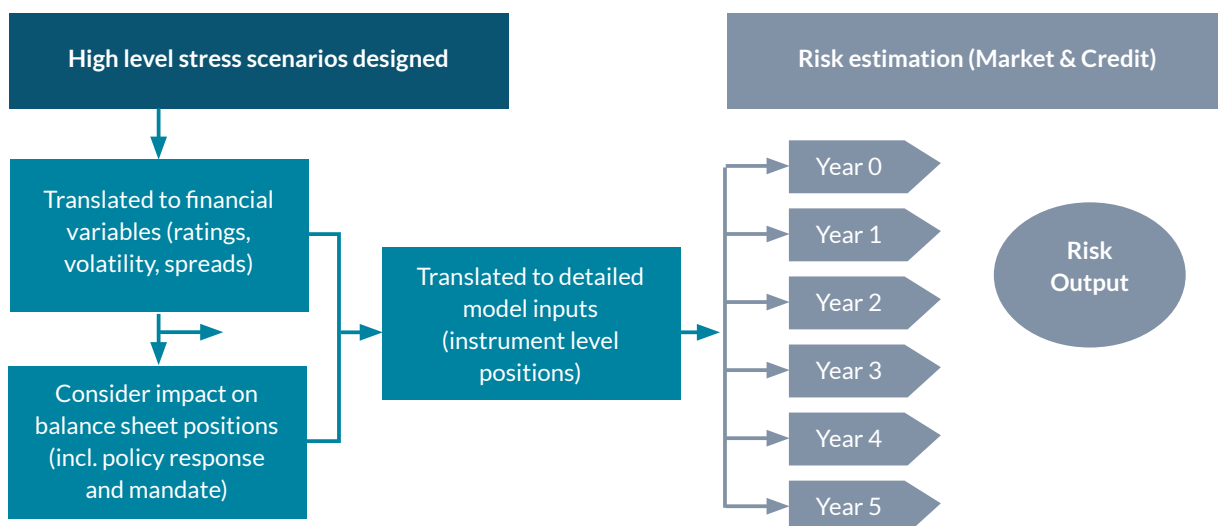 High level stress scenarios designed
Risk estimation (Market & Credit)
Translated to financial
variables (ratings,
volatility, spreads)
Consider impact on
balance sheet positions
(incl. policy response
and mandate)
Translated to detailed
model inputs
(instrument level
positions)
Year 0
Year 1
Year 2
Year 3
Year 4
Year 5
Risk
Output